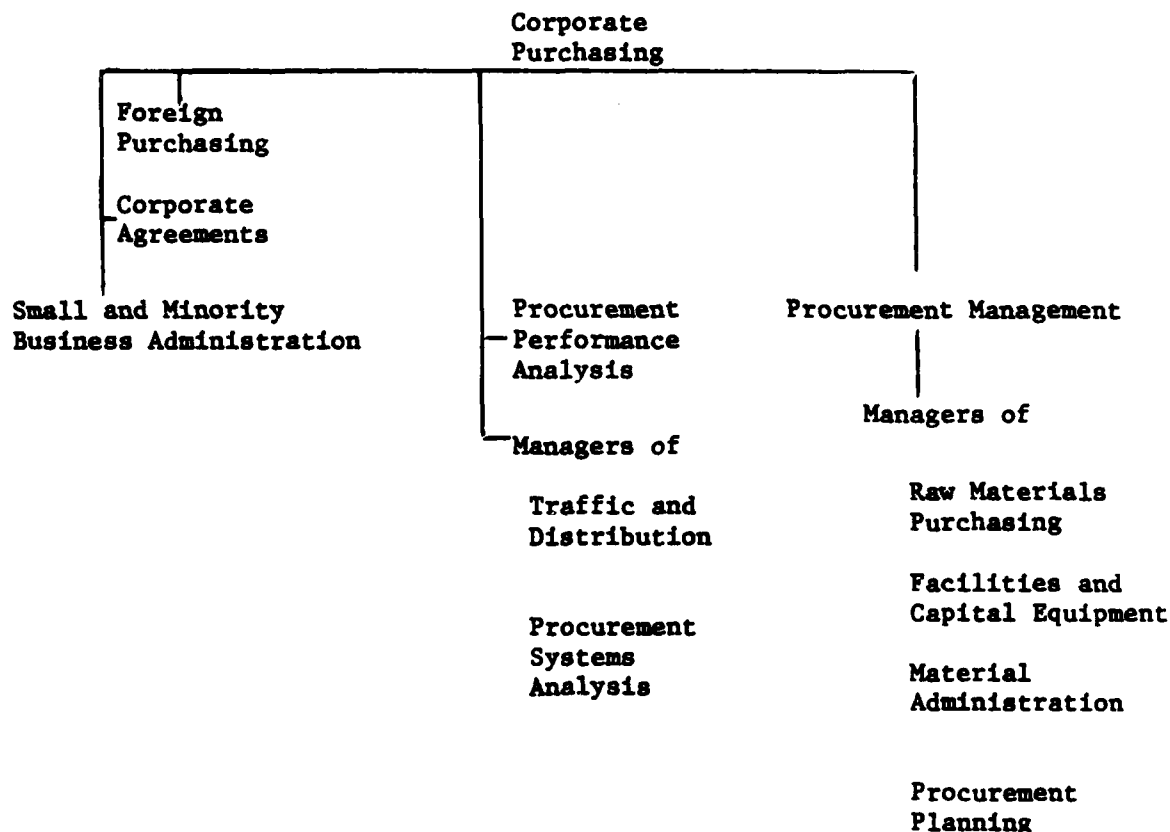 Corporate
Purchasing
Foreign
Purchasing
Corporate
Agreements
Small and Minority
Business Administration
Procurement
Performance
Analysis
Managers of
Traffic and
Distribution
Procurement
Systems
Analysis
Procurement Management
Managers of
Raw Materials
Purchasing
Facilities and
Capital Equipment
Material
Administration
Procurement
Planning